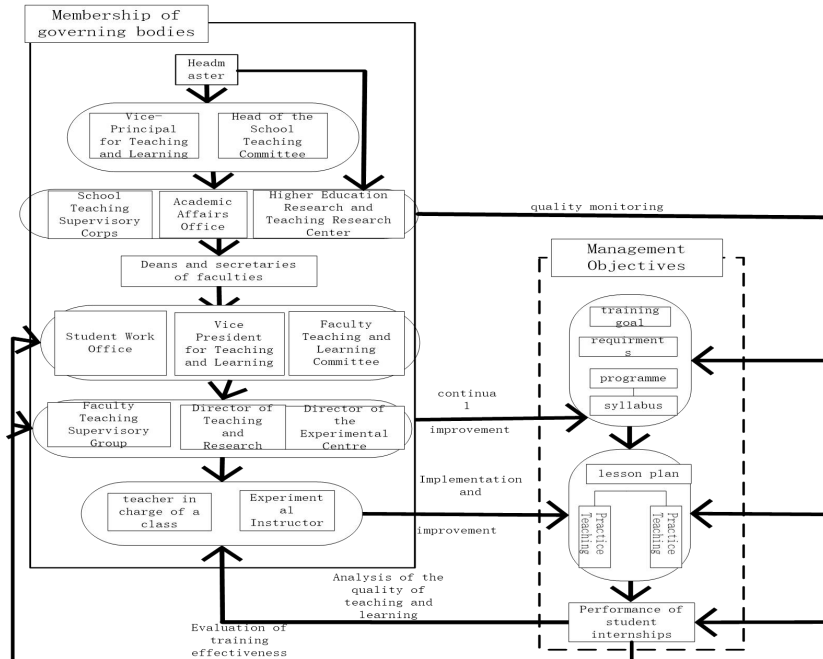 Membership of
governing bodies
Headm
aster
Vice—
Principal
for Teaching
and Learning
Head of the
School
Teaching
Committee
School
Teaching
Supervisory
Corps
Academic
Affairs
Office
Higher Education
Research and
Teaching Research
Center
quality monitoring
Deans and secretaries
of faculties
Management
Objectives
Student Work
Office
Vice
President
for Teaching
and Learning
Faculty
Teaching and
Learning
Committee
training
goal
requirment
s
programme
syllabus
continua
l
improvement
Faculty
Teaching
Supervisory
Group
Director of
Teaching
and
Research
Director of
the
Experimental
Centre
Implementation
and
improvement
lesson plan
Practice
Teaching
Practice
Teaching
teacher in
charge of a
class
Experiment
al
Instructor
Analysis of the
quality of
teaching and
learning
Performance of
student
internships
Evaluation of
training
effectiveness